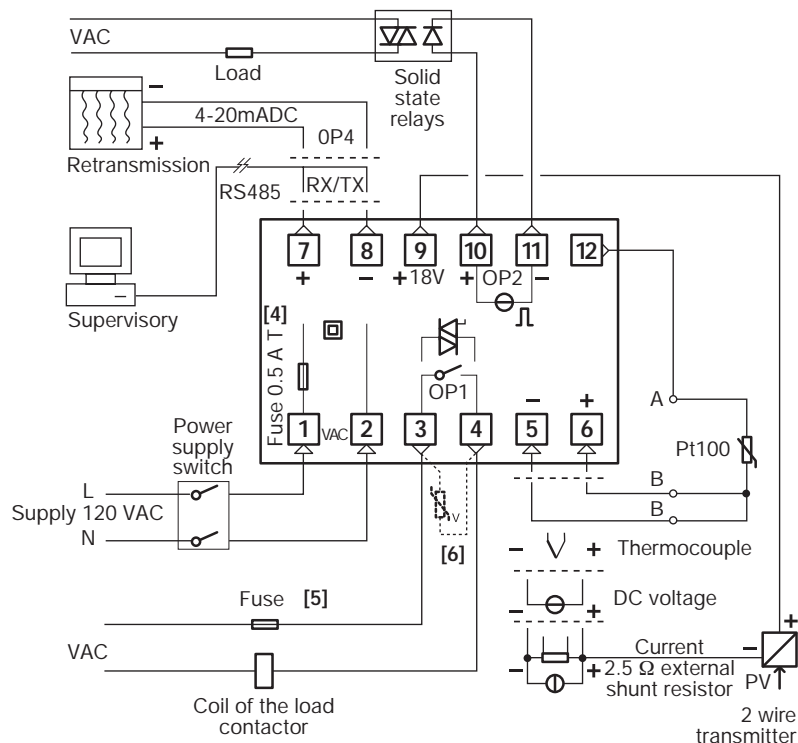 VAC
Load
Solid
state
relays
4-20mADC
Retransmission
0P4
RS485
RX/TX
7
8
9
10
11
12
+
−
+18V
+
OP2
−
Supervisory
Fuse 0.5 A T [4]
OP1
−
+
1
VAC
2
3
4
5
6
Power
supply
switch
L
Supply 120 VAC
N
A
Pt100
B
B
V
[6]
− +
Thermocouple
− +
DC voltage
− +
Current
2.5 Ω external
shunt resistor
Fuse [5]
VAC
Coil of the load
contactor
−
+
PV
2 wire
transmitter
−
+